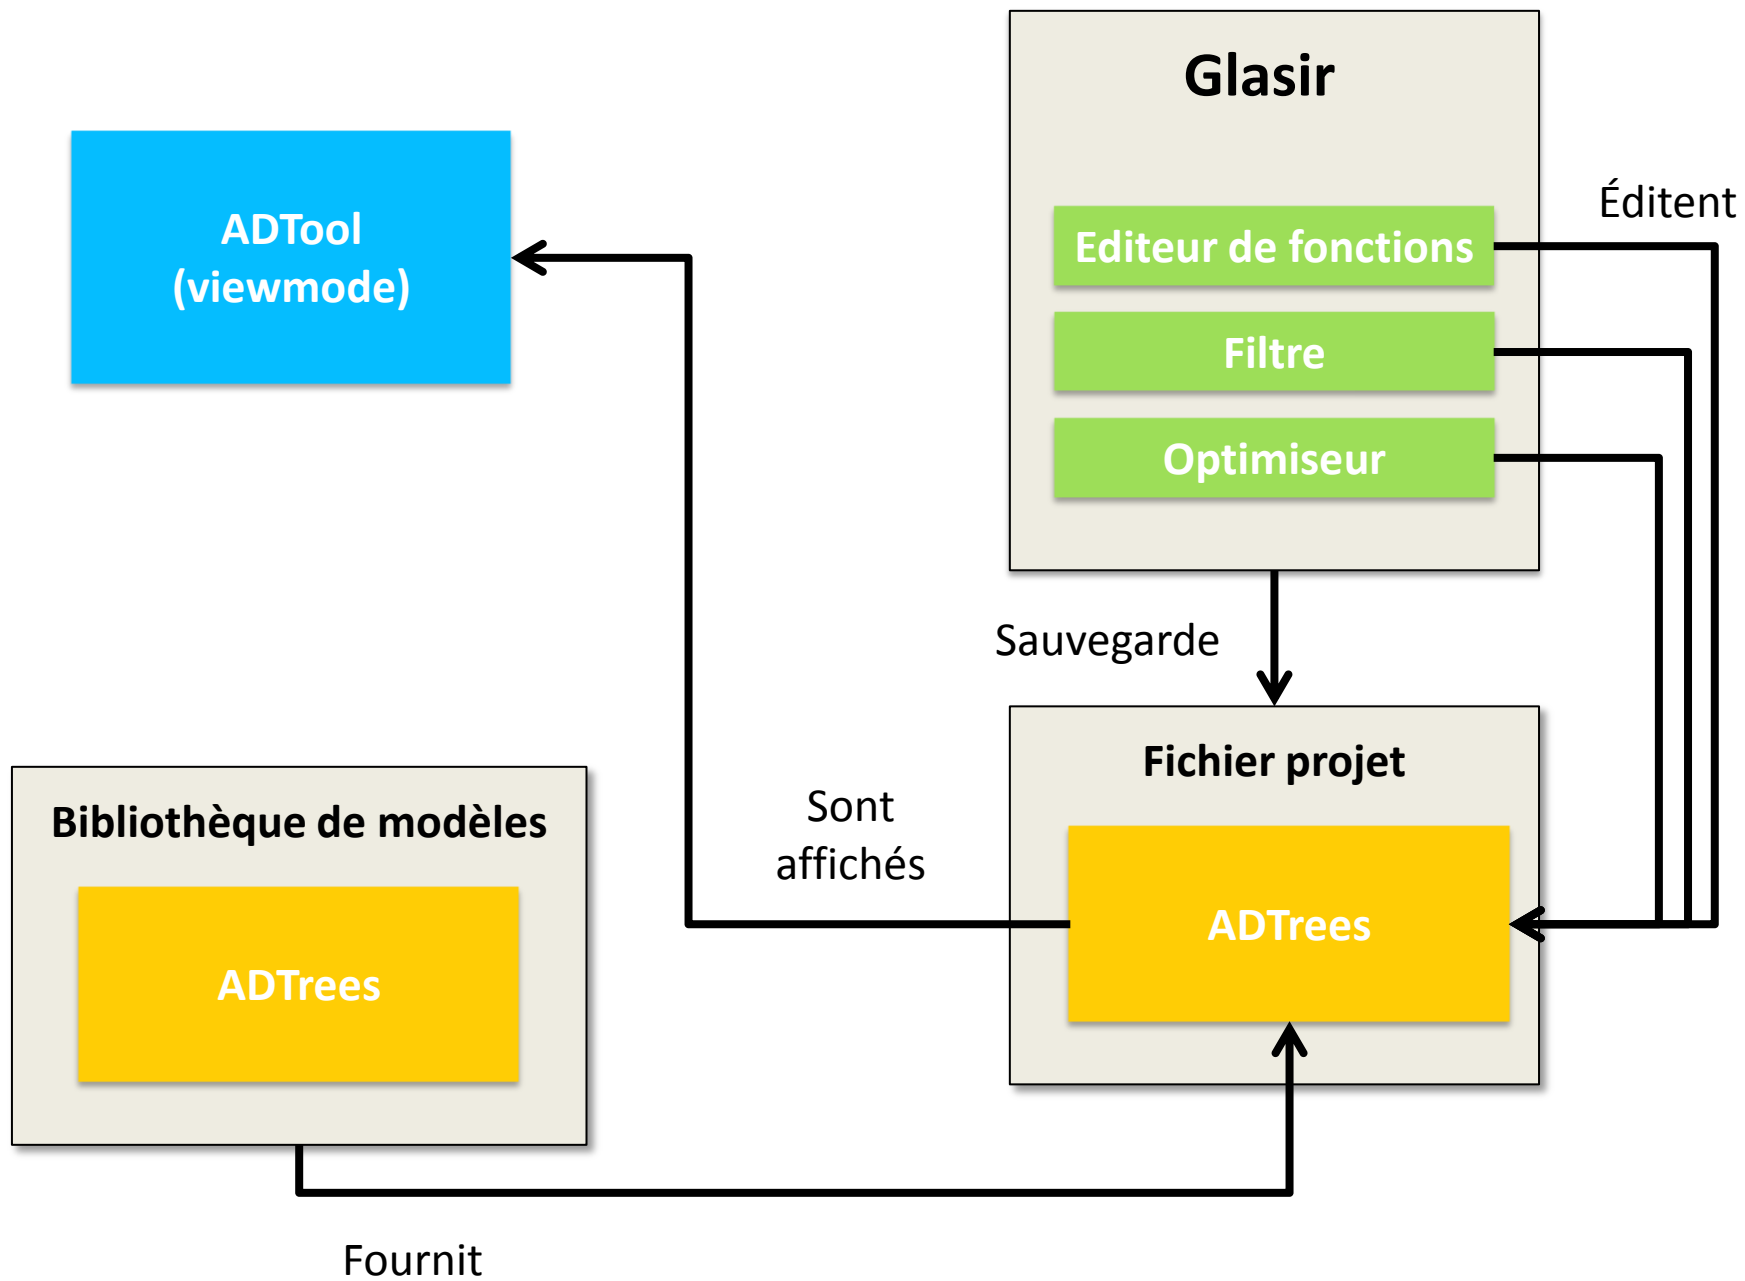 Glasir
ADTool
(viewmode)
Éditent
Editeur de fonctions
Filtre
Optimiseur
Sauvegarde
Fichier projet
Sont
affichés
Bibliothèque de modèles
ADTrees
ADTrees
Fournit